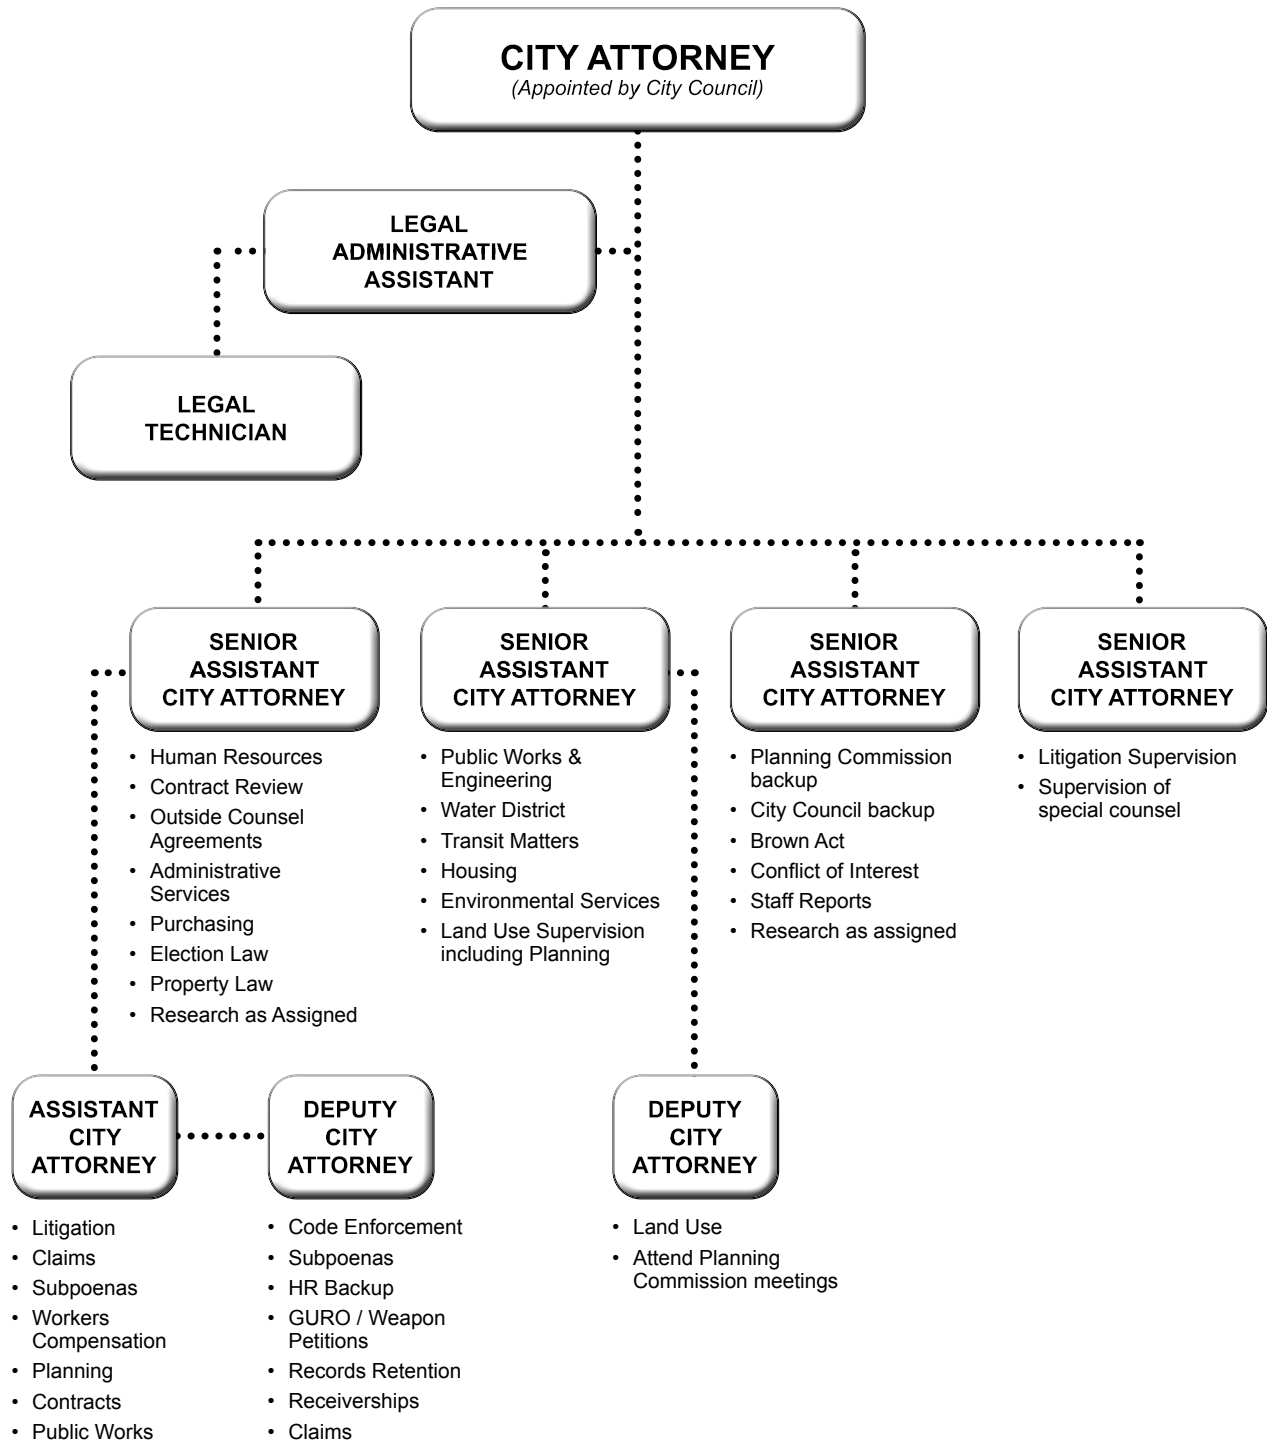 CITY ATTORNEY
(Appointed by City Council)
LEGAL
ADMINISTRATIVE
ASSISTANT
LEGAL
TECHNICIAN
SENIOR
ASSISTANT
CITY ATTORNEY
• Human Resources
• Contract Review
• Outside Counsel
Agreements
• Administrative
Services
• Purchasing
• Election Law
• Property Law
• Research as Assigned
SENIOR
ASSISTANT
CITY ATTORNEY
• Public Works &
Engineering
• Water District
• Transit Matters
• Housing
• Environmental Services
• Land Use Supervision
including Planning
SENIOR
ASSISTANT
CITY ATTORNEY
• Planning Commission
backup
• City Council backup
• Brown Act
• Conflict of Interest
• Staff Reports
• Research as assigned
SENIOR
ASSISTANT
CITY ATTORNEY
• Litigation Supervision
• Supervision of
special counsel
ASSISTANT
CITY
ATTORNEY
• Litigation
• Claims
• Subpoenas
• Workers
Compensation
• Planning
• Contracts
• Public Works
DEPUTY
CITY
ATTORNEY
• Code Enforcement
• Subpoenas
• HR Backup
• GURO / Weapon
Petitions
• Records Retention
• Receiverships
• Claims
DEPUTY
CITY
ATTORNEY
• Land Use
• Attend Planning
Commission meetings